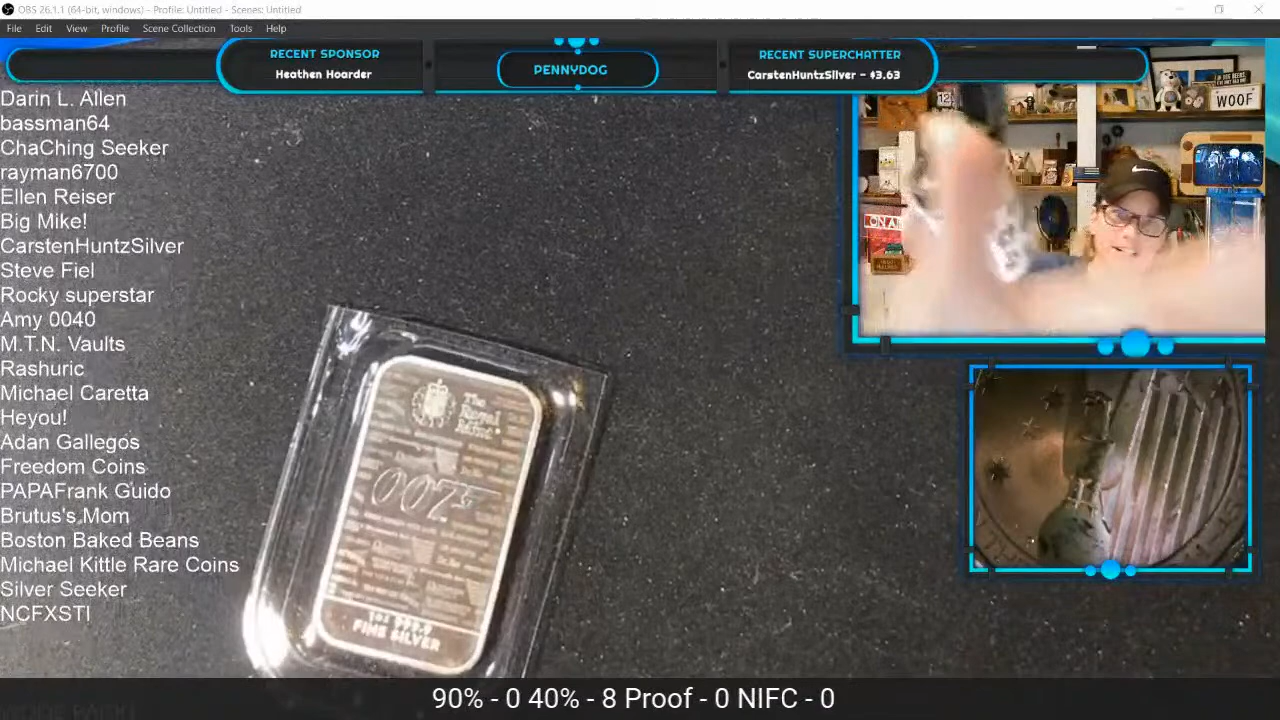 OBS 26.1.1 (64-bit, windows) - Profile: Untitled - Scenes: Untitled
File Edit View Profile Scene Collection Tools Help
RECENT SPONSOR
Heathen Hoarder
PENNYDOG
RECENT SUPERCHATTER
CarstenHuntzSilver - $3.63
Darin L. Allen
bassman64
ChaChing Seeker
rayman6700
Ellen Reiser
Big Mike!
CarstenHuntzSilver
Steve Fiel
Rocky superstar
Amy 0040
M.T.N. Vaults
Rashuric
Michael Caretta
Heyou!
Adan Gallegos
Freedom Coins
PAPAFrank Guido
Brutus's Mom
Boston Baked Beans
Michael Kittle Rare Coins
Silver Seeker
NCFXSTI
12
WOOF
ON A
The
Royal
Mint
007
1oz 999.9
FINE SILVER
90% - 0 40% - 8 Proof - 0 NIFC - 0